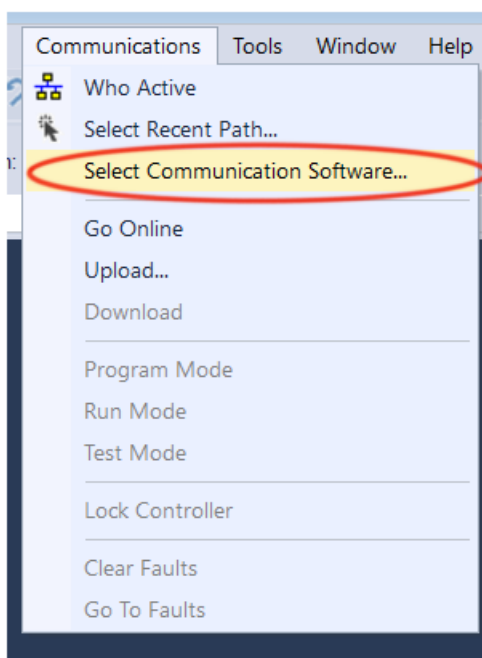 Communications Tools Window Help
Who Active
Select Recent Path...
Select Communication Software...
Go Online
Upload...
Download
Program Mode
Run Mode
Test Mode
Lock Controller
Clear Faults
Go To Faults